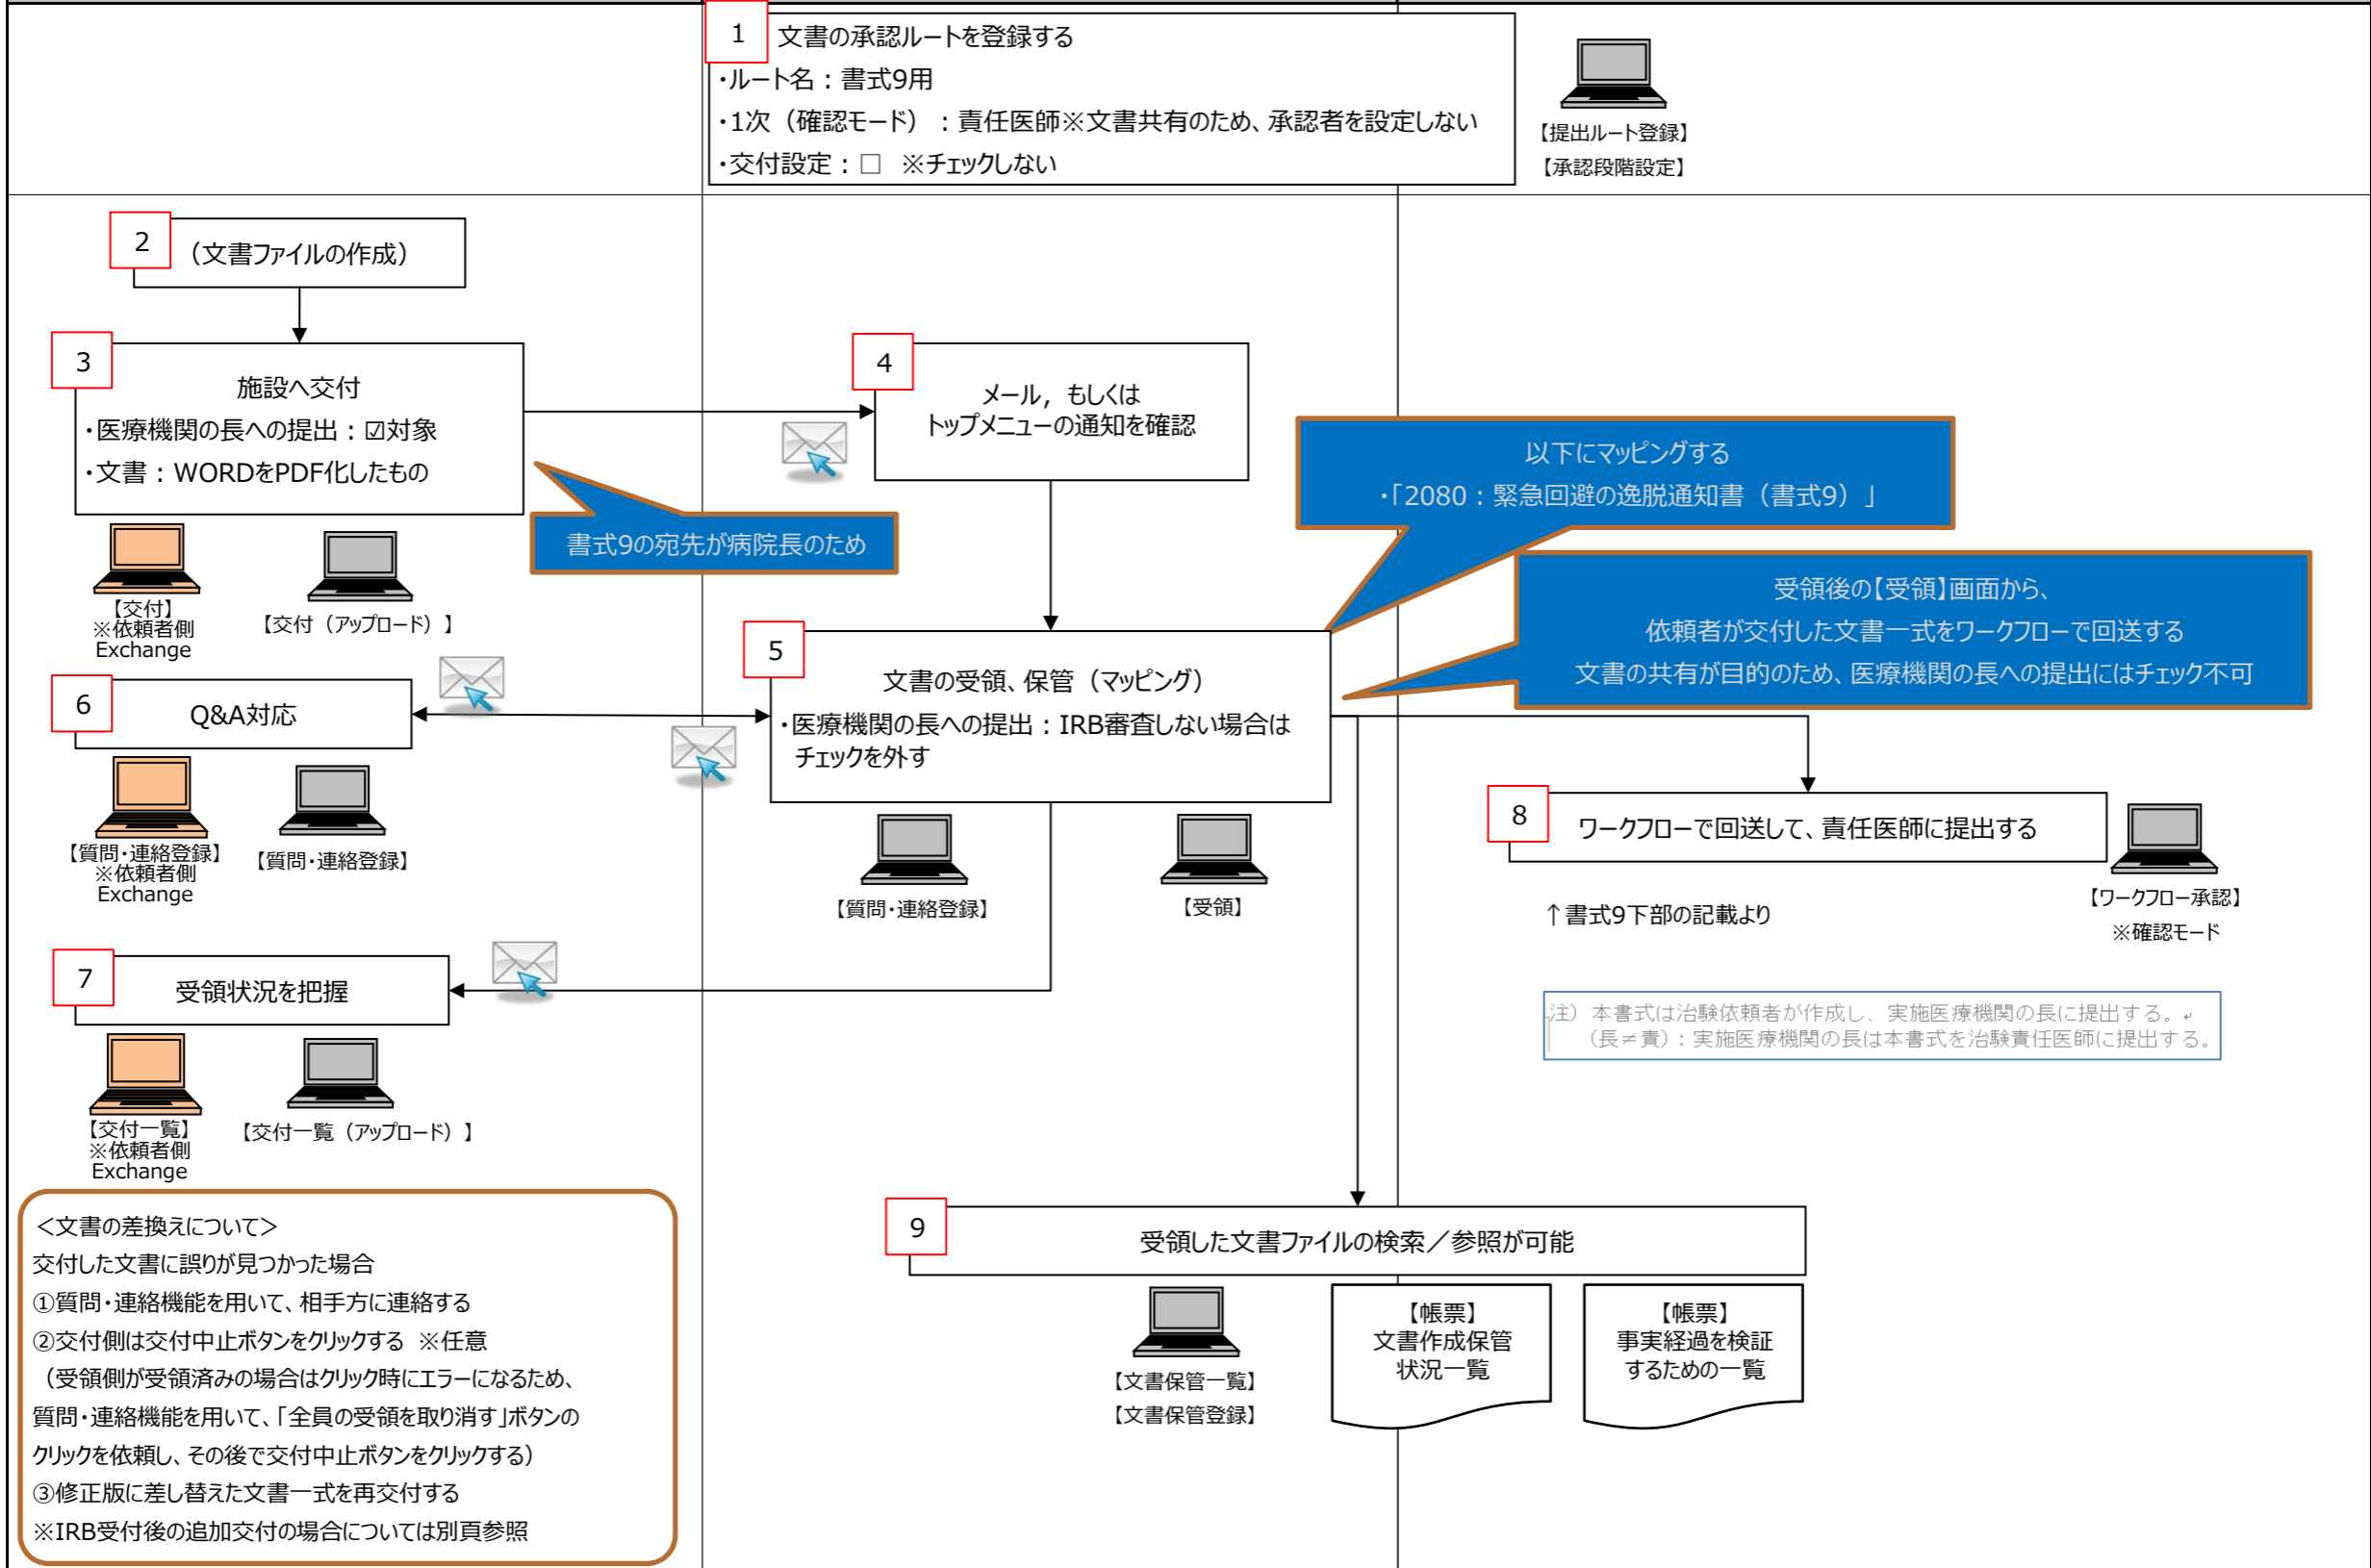 1
文書の承認ルートを登録する
・ルート名：書式9用
・1次（確認モード）：責任医師※文書共有のため、承認者を設定しない
・交付設定：□ ※チェックしない
【提出ルート登録】
【承認段階設定】
2
（文書ファイルの作成）
3
施設へ交付
・医療機関の長への提出：☑対象
・文書：WORDをPDF化したもの
【交付】
※依頼者側
Exchange
【交付（アップロード）】
書式9の宛先が病院長のため
4
メール，もしくは
トップメニューの通知を確認
以下にマッピングする
・「2080：緊急回避の逸脱通知書（書式9）」
受領後の【受領】画面から、
依頼者が交付した文書一式をワークフローで回送する
文書の共有が目的のため、医療機関の長への提出にはチェック不可
5
文書の受領、保管（マッピング）
・医療機関の長への提出：IRB審査しない場合は
チェックを外す
【質問・連絡登録】
【受領】
6
Q&A対応
【質問・連絡登録】
※依頼者側
Exchange
【質問・連絡登録】
7
受領状況を把握
【交付一覧】
※依頼者側
Exchange
【交付一覧（アップロード）】
8
ワークフローで回送して、責任医師に提出する
【ワークフロー承認】
※確認モード
↑書式9下部の記載より
注）本書式は治験依頼者が作成し、実施医療機関の長に提出する。↵
（長≠責）：実施医療機関の長は本書式を治験責任医師に提出する。
9
受領した文書ファイルの検索／参照が可能
【文書保管一覧】
【文書保管登録】
【帳票】
文書作成保管
状況一覧
【帳票】
事実経過を検証
するための一覧
＜文書の差換えについて＞
交付した文書に誤りが見つかった場合
①質問・連絡機能を用いて、相手方に連絡する
②交付側は交付中止ボタンをクリックする ※任意
（受領側が受領済みの場合はクリック時にエラーになるため、
質問・連絡機能を用いて、「全員の受領を取り消す」ボタンの
クリックを依頼し、その後で交付中止ボタンをクリックする）
③修正版に差し替えた文書一式を再交付する
※IRB受付後の追加交付の場合については別頁参照